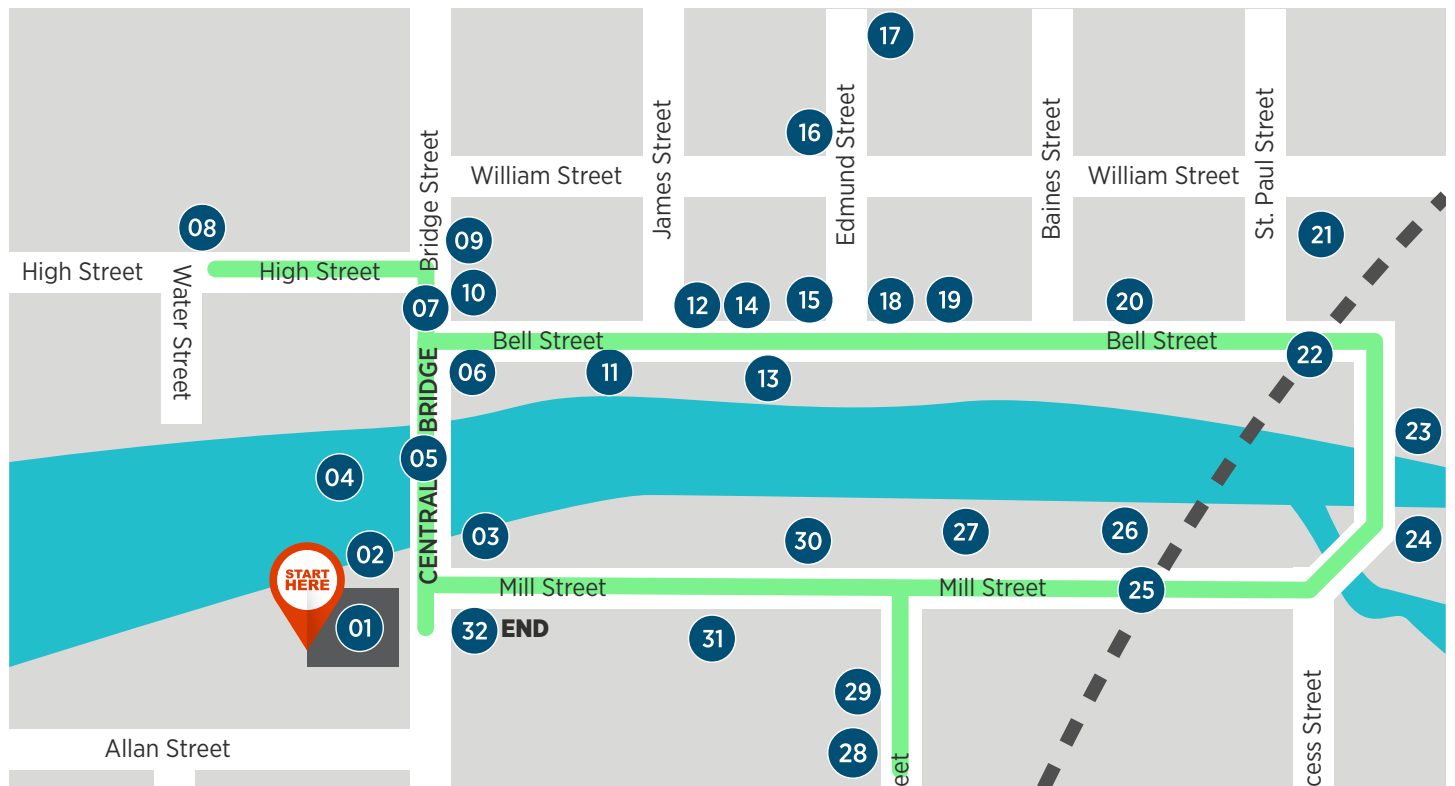 17
16
James Street
Edmund Street
Baines Street
St. Paul Street
Bridge Street
William Street
William Street
08
09
21
High Street
High Street
Water Street
10
07
12
14
15
18
19
20
Bell Street
Bell Street
22
06
11
13
CENTRAL BRIDGE
23
05
04
03
30
27
26
24
02
START
HERE
Mill Street
Mill Street
25
01
32 END
31
29
28
Allan Street
eet
cess Street